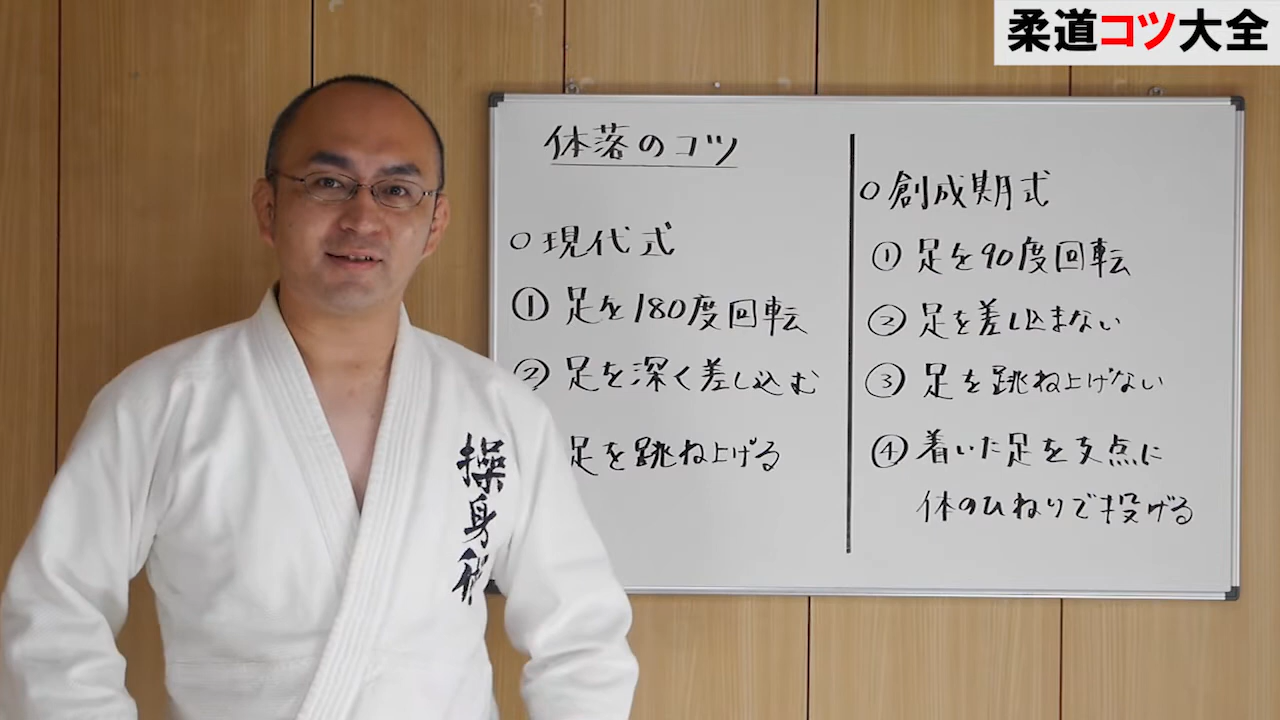 柔道コツ大全
体落のコツ
○現代式
①足を180度回転
②足を深く差し込む
足を跳ね上げる
○創成期式
①足を90度回転
②足を差し込まない
③足を跳ね上げない
④着いた足を支点に
体のひねりで投げる
操身